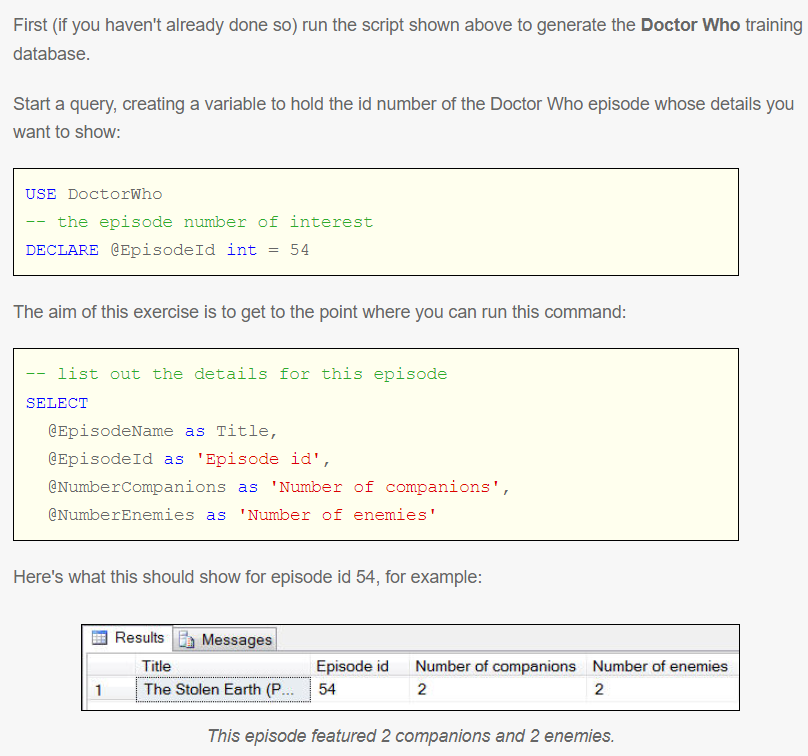 First (if you haven't already done so) run the script shown above to generate the Doctor Who training
database.
Start a query, creating a variable to hold the id number of the Doctor Who episode whose details you
want to show:
USE DoctorWho
-- the episode number of interest
DECLARE @EpisodeId int = 54
The aim of this exercise is to get to the point where you can run this command:
-- list out the details for this episode
SELECT
@EpisodeName as Title,
@EpisodeId as 'Episode id',
@NumberCompanions as 'Number of companions',
@NumberEnemies as 'Number of enemies'
Here's what this should show for episode id 54, for example:
Results Messages
Title Episode id Number of companions Number of enemies
1 The Stolen Earth (P... 54 2 2
This episode featured 2 companions and 2 enemies.